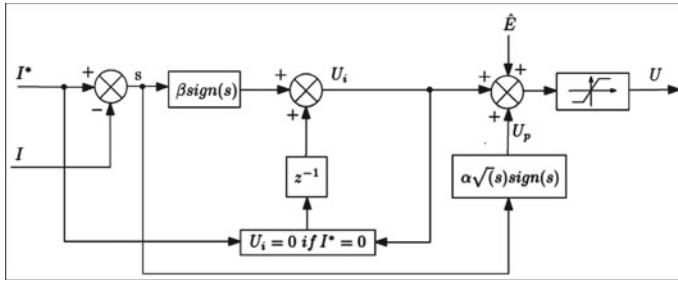 Ê
I* + s βsign(s) + Uᵢ + + U
− + +
I Uₚ
z⁻¹ α√(s)sign(s)
Uᵢ = 0 if I* = 0